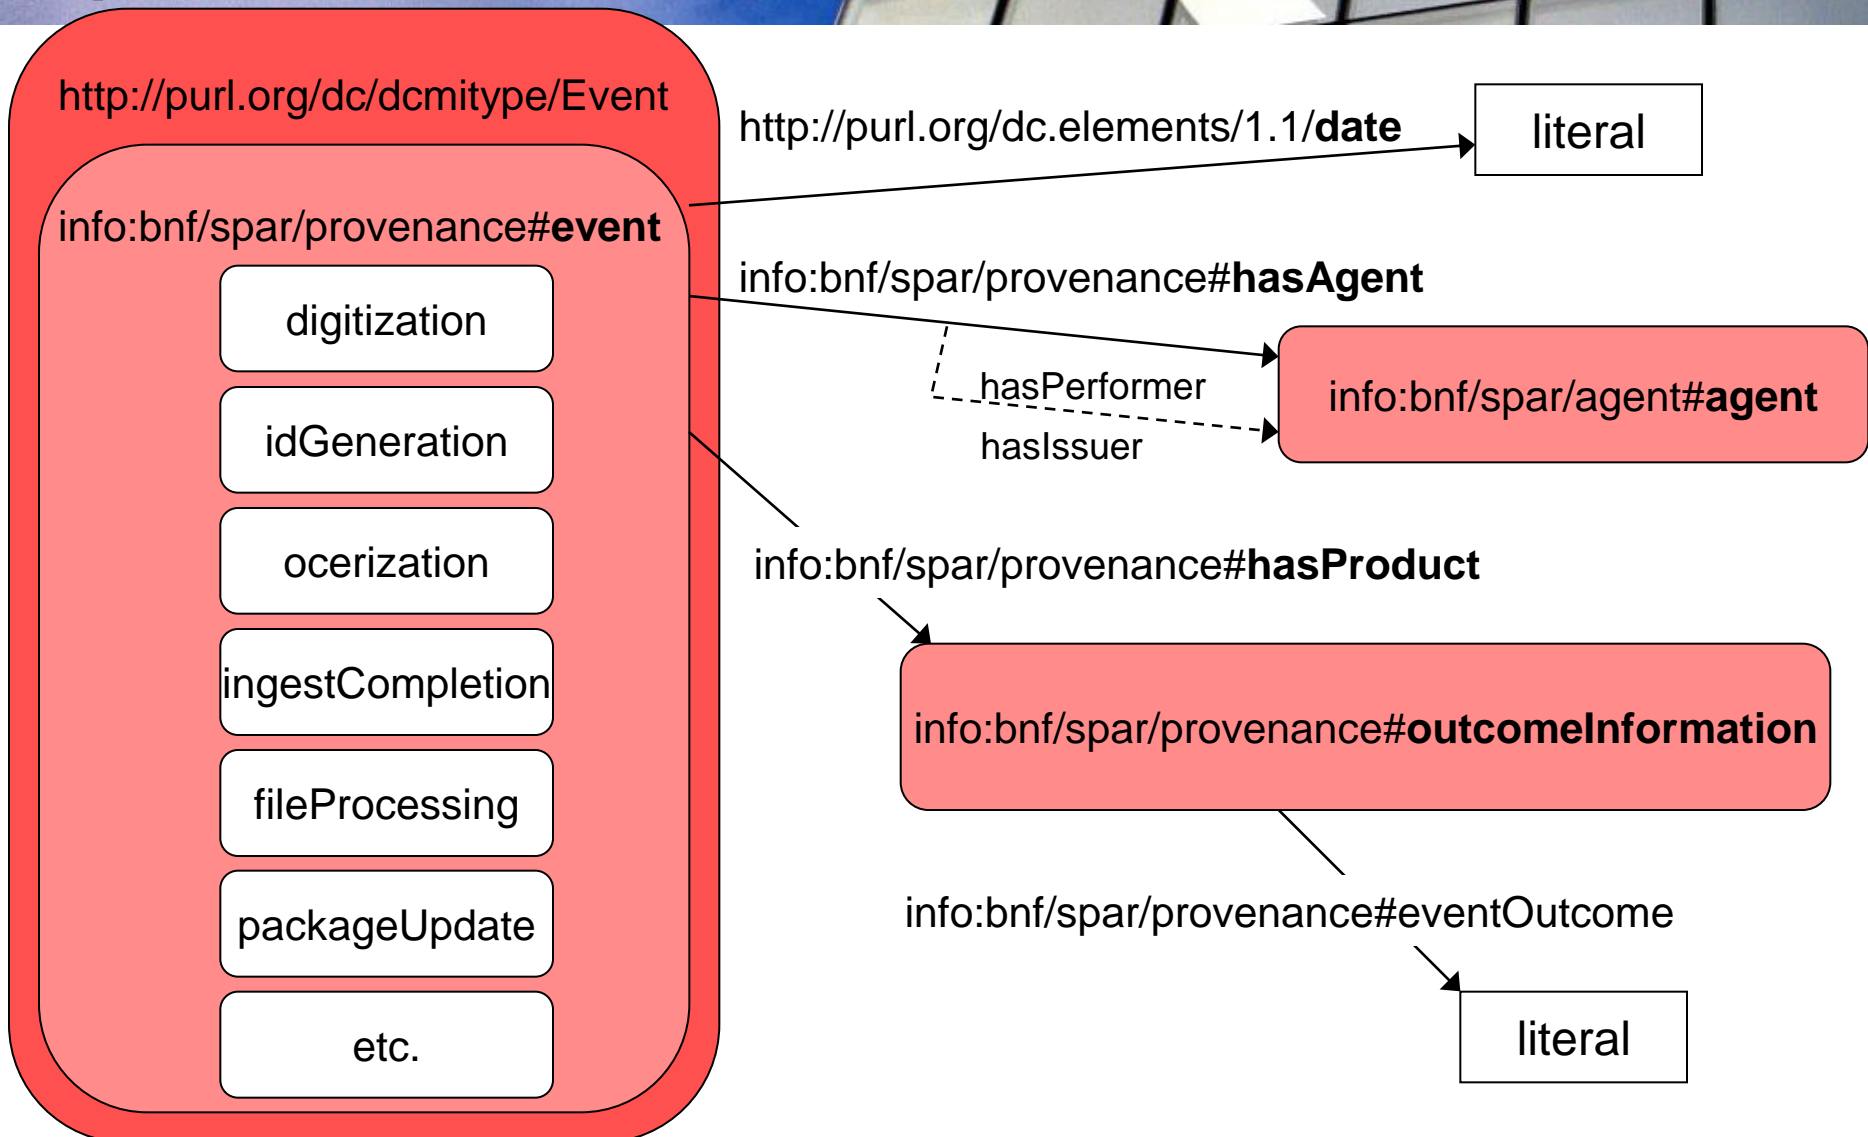 http://purl.org/dc/dcmitype/Event
info:bnf/spar/provenance#event
digitization
idGeneration
ocerization
ingestCompletion
fileProcessing
packageUpdate
etc.
http://purl.org/dc.elements/1.1/date
literal
info:bnf/spar/provenance#hasAgent
hasPerformer
hasIssuer
info:bnf/spar/agent#agent
info:bnf/spar/provenance#hasProduct
info:bnf/spar/provenance#outcomeInformation
info:bnf/spar/provenance#eventOutcome
literal